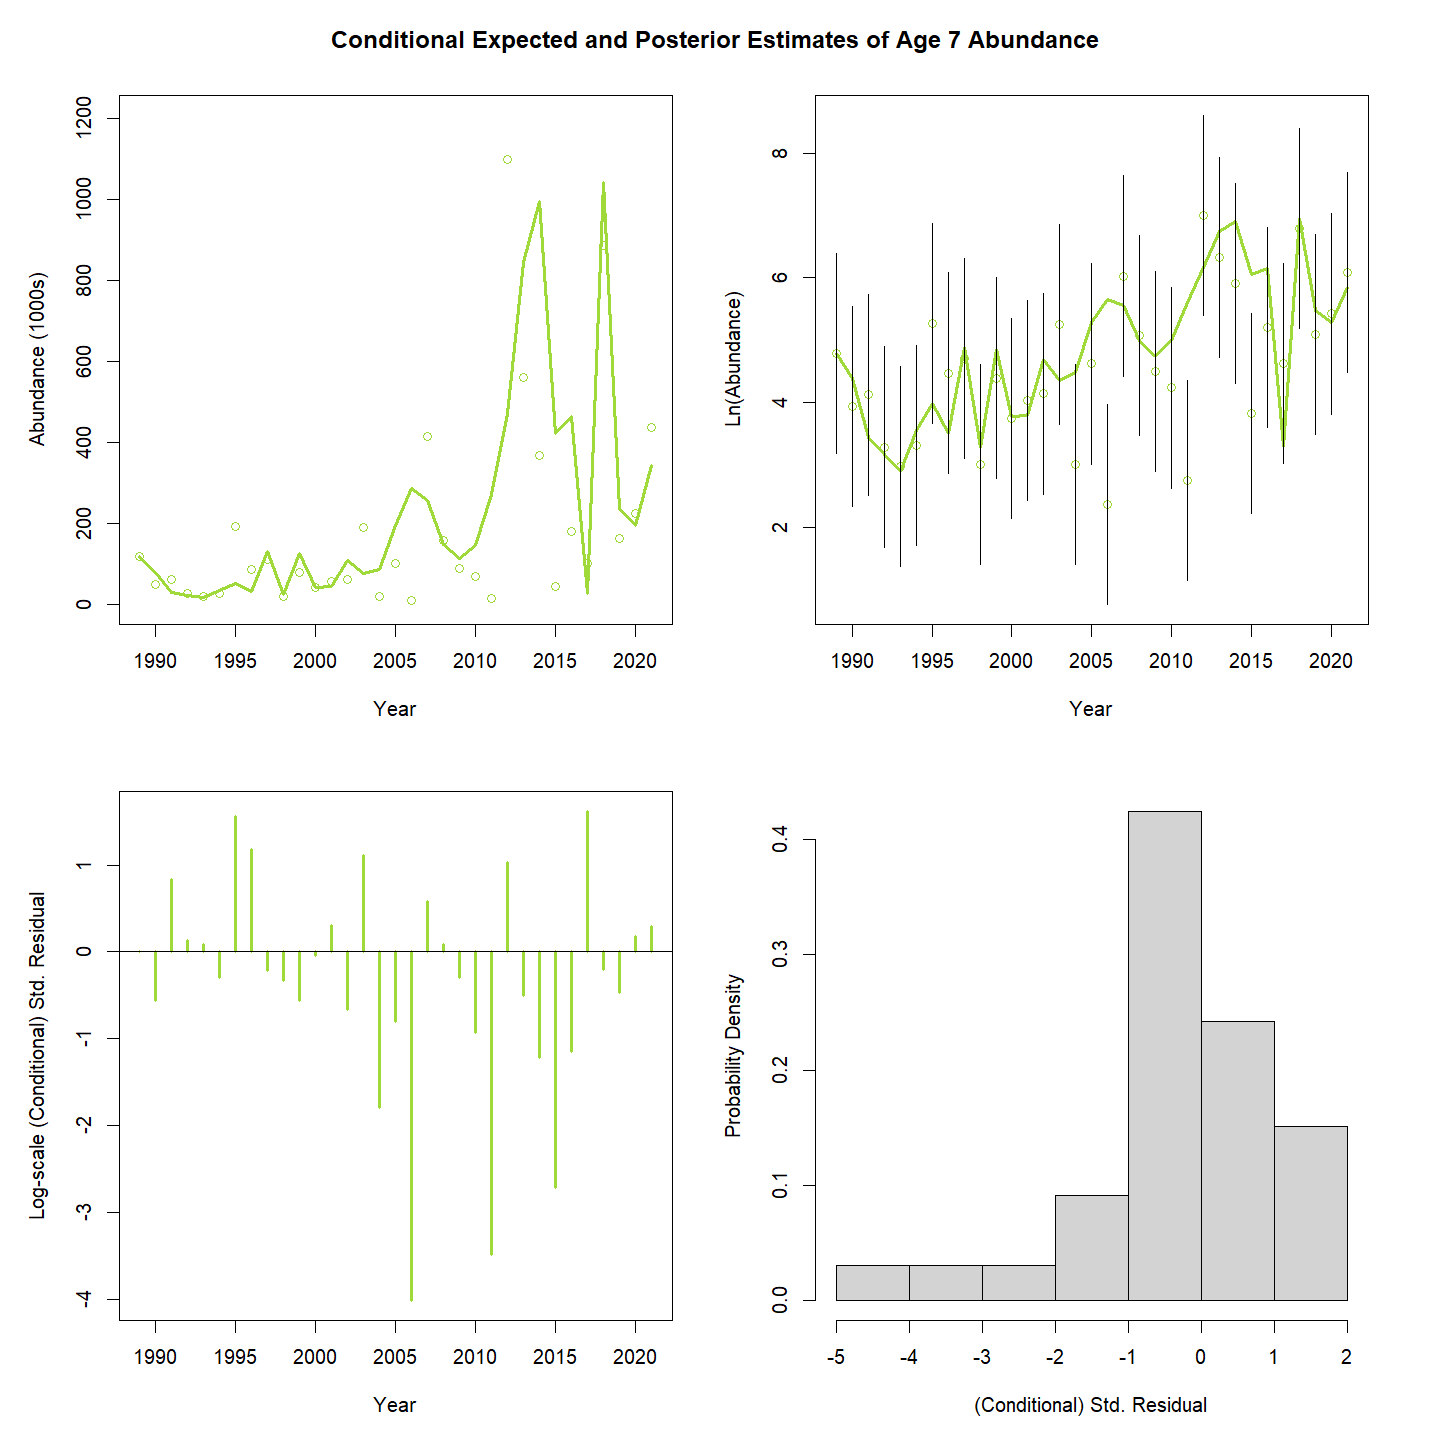 Conditional Expected and Posterior Estimates of Age 7 Abundance
Abundance (1000s)
1200
1000
800
600
400
200
0
1990 1995 2000 2005 2010 2015 2020
Year
Ln(Abundance)
8
6
4
2
1990 1995 2000 2005 2010 2015 2020
Year
Log-scale (Conditional) Std. Residual
1
0
-1
-2
-3
-4
1990 1995 2000 2005 2010 2015 2020
Year
Probability Density
0.4
0.3
0.2
0.1
0.0
-5 -4 -3 -2 -1 0 1 2
(Conditional) Std. Residual